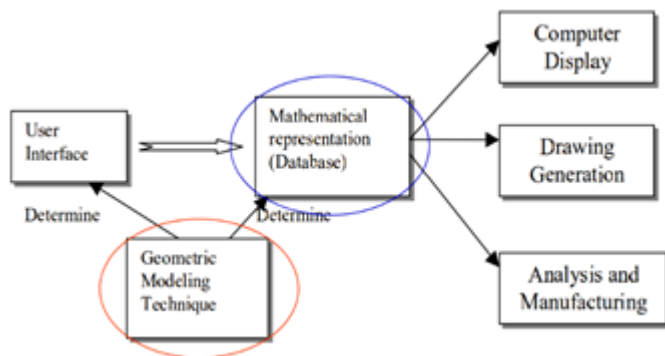 Computer
Display
User
Interface
Mathematical
representation
(Database)
Drawing
Generation
Determine
Determine
Geometric
Modeling
Technique
Analysis and
Manufacturing